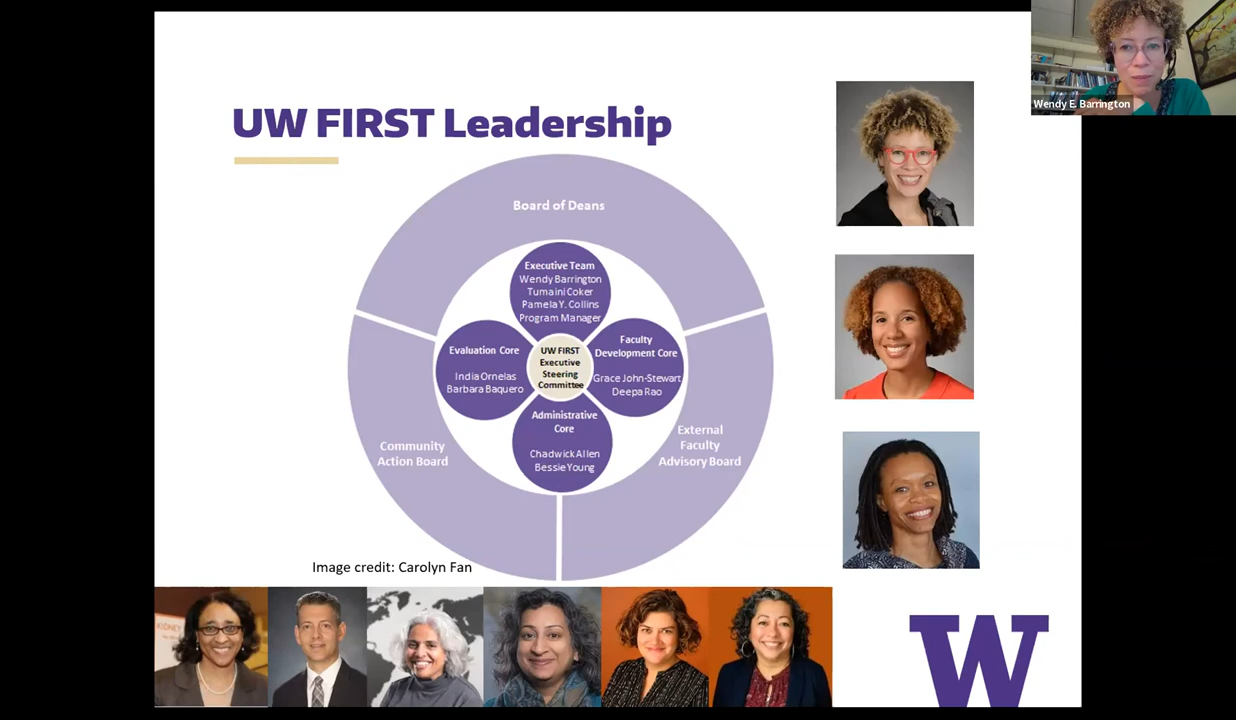 Wendy E. Barrington
UW FIRST Leadership
Board of Deans
Executive Team
Wendy Barrington
Tumaini Coker
Pamela Y. Collins
Program Manager
Evaluation Core
India Ornelas
Barbara Baquero
UW FIRST
Executive
Steering
Committee
Faculty
Development Core
Grace John-Stewart
Deepa Rao
Administrative
Core
Chadwick Allen
Bessie Young
Community
Action Board
External
Faculty
Advisory Board
Image credit: Carolyn Fan
KIDNEY
W